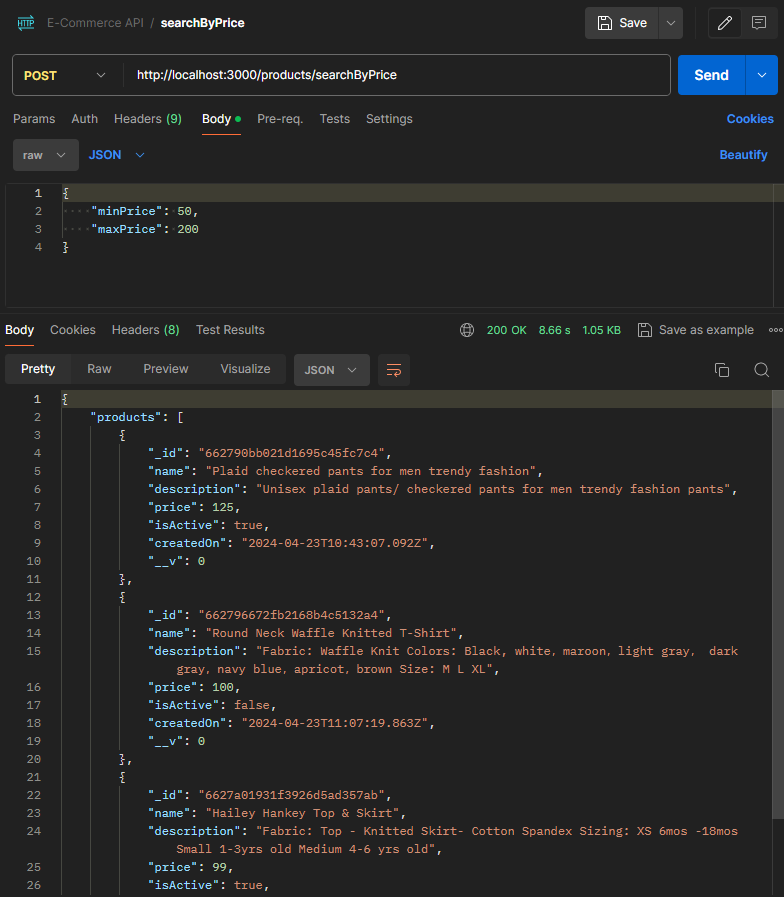 HTTP E-Commerce API / searchByPrice Save
POST http://localhost:3000/products/searchByPrice Send
Params Auth Headers (9) Body Pre-req. Tests Settings Cookies
raw JSON Beautify
1 {
2 "minPrice": 50,
3 "maxPrice": 200
4 }
Body Cookies Headers (8) Test Results 200 OK 8.66 s 1.05 KB Save as example
Pretty Raw Preview Visualize JSON
1 {
2 "products": [
3 {
4 "_id": "662790bb021d1695c45fc7c4",
5 "name": "Plaid checkered pants for men trendy fashion",
6 "description": "Unisex plaid pants/ checkered pants for men trendy fashion pants",
7 "price": 125,
8 "isActive": true,
9 "createdOn": "2024-04-23T10:43:07.092Z",
10 "__v": 0
11 },
12 {
13 "_id": "662796672fb2168b4c5132a4",
14 "name": "Round Neck Waffle Knitted T-Shirt",
15 "description": "Fabric: Waffle Knit Colors: Black, white, maroon, light gray,  dark
gray, navy blue, apricot, brown Size: M L XL",
16 "price": 100,
17 "isActive": false,
18 "createdOn": "2024-04-23T11:07:19.863Z",
19 "__v": 0
20 },
21 {
22 "_id": "6627a01931f3926d5ad357ab",
23 "name": "Hailey Hankey Top & Skirt",
24 "description": "Fabric: Top - Knitted Skirt- Cotton Spandex Sizing: XS 6mos -18mos
Small 1-3yrs old Medium 4-6 yrs old",
25 "price": 99,
26 "isActive": true,